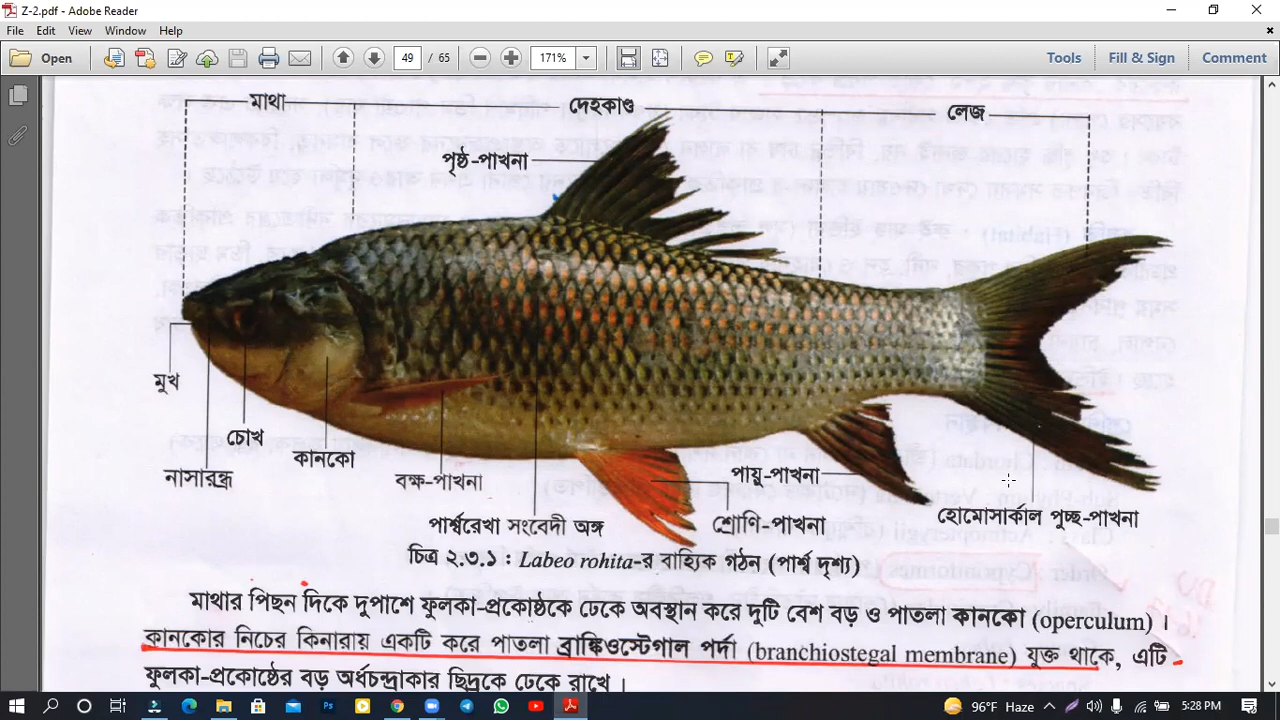 Z-2.pdf - Adobe Reader
File Edit View Window Help
Open 49 / 65 171% Tools Fill & Sign Comment
মাথা দেহকাণ্ড লেজ
পৃষ্ঠ-পাখনা
মুখ
চোখ
কানকো
নাসারন্ধ্র
বক্ষ-পাখনা
পায়ু-পাখনা
পার্শ্বরেখা সংবেদী অঙ্গ
শ্রোণি-পাখনা
হোমোসার্কাল পুচ্ছ-পাখনা
চিত্র ২.৩.১ : Labeo rohita-র বাহ্যিক গঠন (পার্শ্ব দৃশ্য)
মাথার পিছন দিকে দুপাশে ফুলকা-প্রকোষ্ঠকে ঢেকে অবস্থান করে দুটি বেশ বড় ও পাতলা কানকো (operculum) ।
কানকোর নিচের কিনারায় একটি করে পাতলা ব্রাঙ্কিওস্টেগাল পর্দা (branchiostegal membrane) যুক্ত থাকে, এটি
ফুলকা-প্রকোষ্ঠের বড় অর্ধচন্দ্রাকার ছিদ্রকে ঢেকে রাখে ।
96°F Haze 5:28 PM